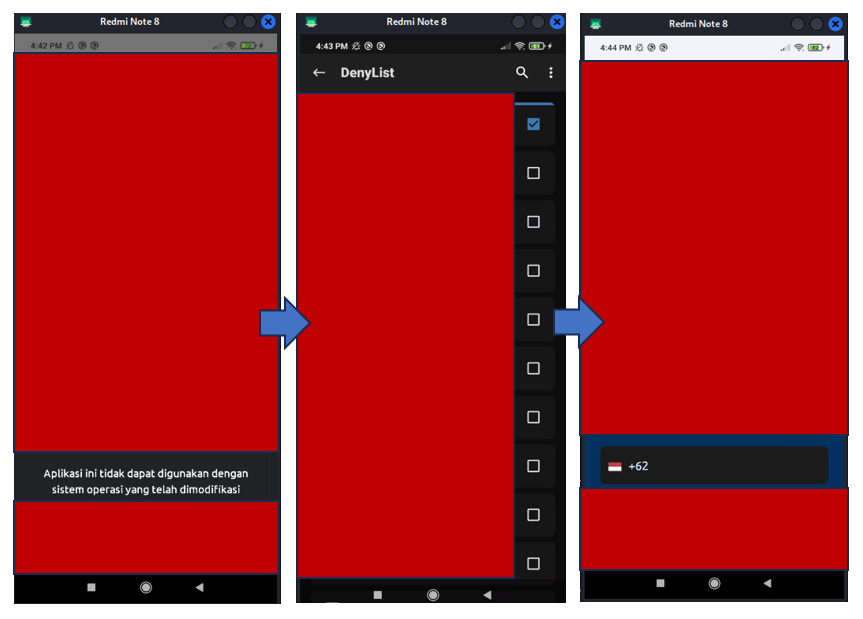 Redmi Note 8
4:42 PM
Aplikasi ini tidak dapat digunakan dengan
sistem operasi yang telah dimodifikasi
Redmi Note 8
4:43 PM
DenyList
Redmi Note 8
4:44 PM
+62